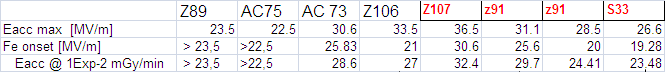 Z89 AC75 AC 73 Z106 Z107 z91 z91 S33
Eacc max [MV/m] 23.5 22.5 30.6 33.5 36.5 31.1 28.5 26.6
Fe onset [MV/m] > 23,5 >22,5 25.83 21 30.6 25.6 20 19.28
Eacc @ 1Exp-2 mGy/min > 23,5 >22,5 28.6 27 32.4 29.7 24.41 23,48